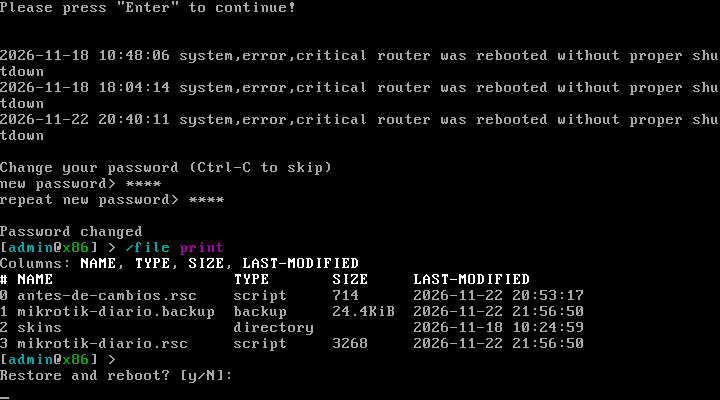 Please press "Enter" to continue!
2026-11-18 10:48:06 system,error,critical router was rebooted without proper shu
tdown
2026-11-18 18:04:14 system,error,critical router was rebooted without proper shu
tdown
2026-11-22 20:40:11 system,error,critical router was rebooted without proper shu
tdown
Change your password (Ctrl-C to skip)
new password> ****
repeat new password> ****
Password changed
[admin@x86] > /file print
Columns: NAME, TYPE, SIZE, LAST-MODIFIED
# NAME TYPE SIZE LAST-MODIFIED
0 antes-de-cambios.rsc script 714 2026-11-22 20:53:17
1 mikrotik-diario.backup backup 24.4KiB 2026-11-22 21:56:50
2 skins directory 2026-11-18 10:24:59
3 mikrotik-diario.rsc script 3268 2026-11-22 21:56:50
[admin@x86] >
Restore and reboot? [y/N]: